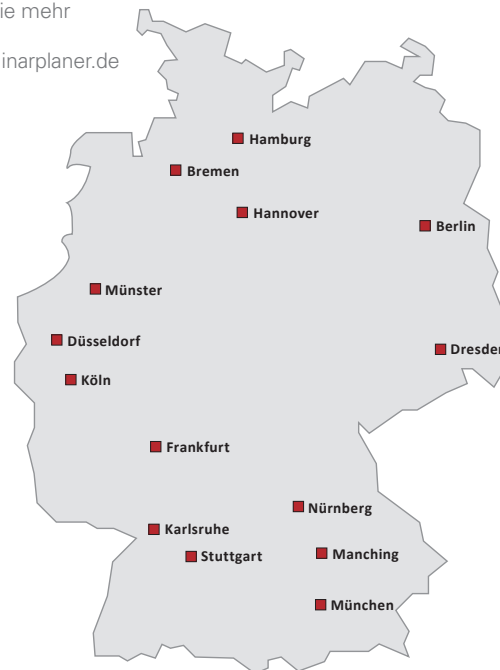 ie mehr
inarplaner.de
Hamburg
Bremen
Hannover
Berlin
Münster
Düsseldorf
Dresden
Köln
Frankfurt
Nürnberg
Karlsruhe
Manching
Stuttgart
München